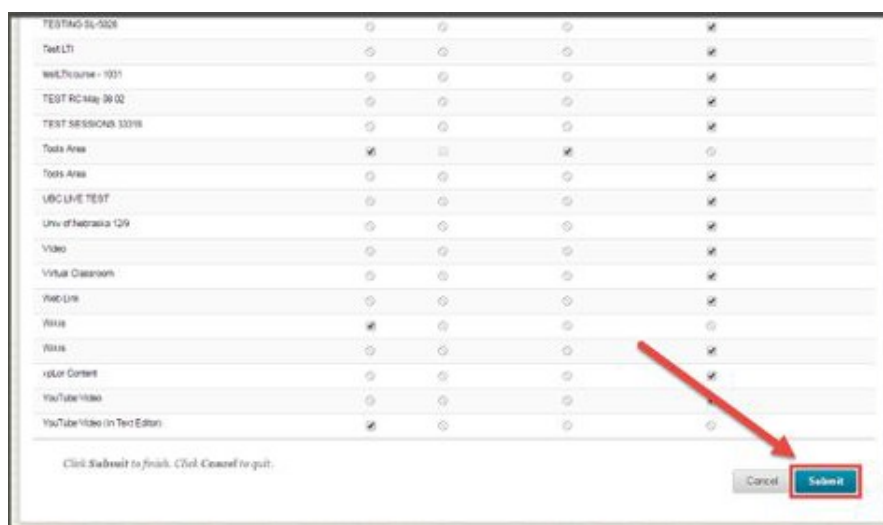 TESTING SL-5026
Test LTI
testLTIcourse - 1031
TEST RC May 08 02
TEST SESSIONS 33316
Tools Area
Tools Area
UBC LIVE TEST
Univ of Nebraska 12/9
Video
Virtual Classroom
Web-Link
Wikis
Wikis
xpLor Content
YouTube Video
YouTube Video (in Text Editor)
Click Submit to finish. Click Cancel to quit.
Cancel Submit